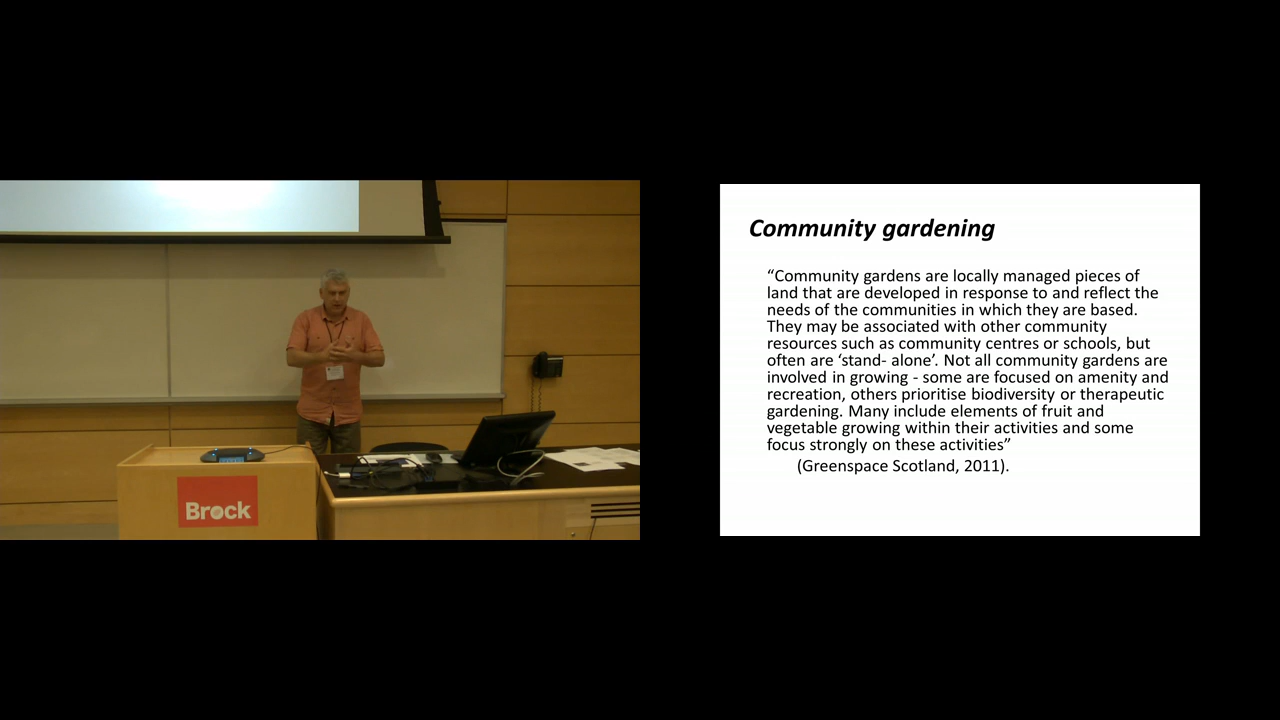 Brock
Community gardening
“Community gardens are locally managed pieces of
land that are developed in response to and reflect the
needs of the communities in which they are based.
They may be associated with other community
resources such as community centres or schools, but
often are ‘stand- alone’. Not all community gardens are
involved in growing - some are focused on amenity and
recreation, others prioritise biodiversity or therapeutic
gardening. Many include elements of fruit and
vegetable growing within their activities and some
focus strongly on these activities”
(Greenspace Scotland, 2011).